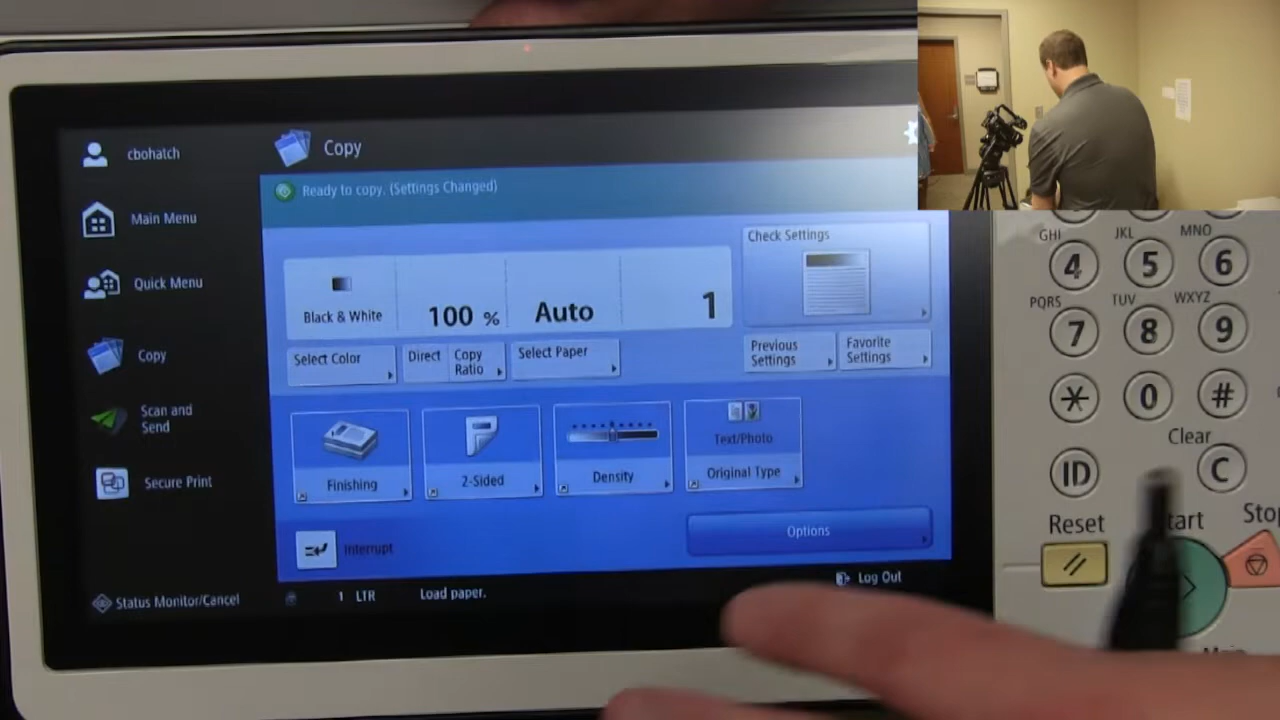 cbohatch
Main Menu
Quick Menu
Copy
Scan and
Send
Secure Print
Status Monitor/Cancel
Copy
Ready to copy. (Settings Changed)
Black & White
100 %
Auto
1
Select Color
Direct
Copy
Ratio
Select Paper
Check Settings
Previous
Settings
Favorite
Settings
Finishing
2-Sided
Density
Text/Photo
Original Type
Interrupt
Options
1 LTR
Load paper.
Log Out
GHI
JKL
MNO
4
5
6
PQRS
TUV
WXYZ
7
8
9
*
0
#
Clear
ID
C
Reset